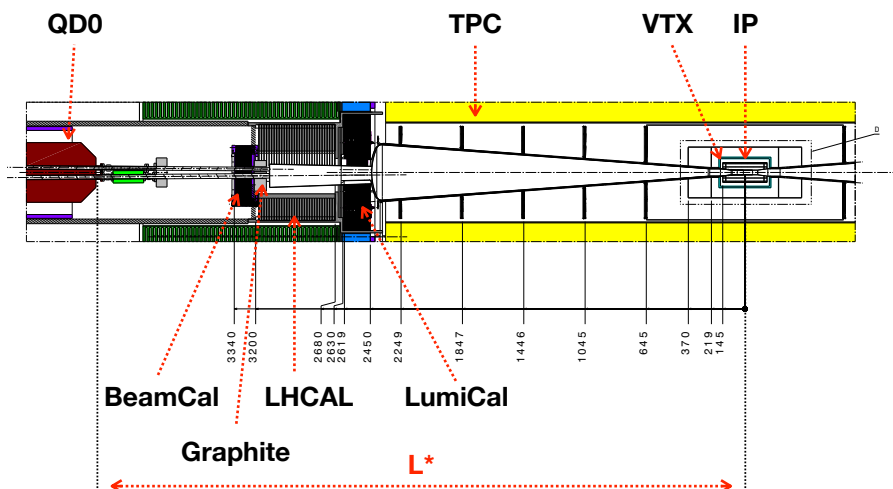 QD0 TPC VTX IP
D
3340 3200 2680 2630 2619 2450 2249 1847 1446 1045 645 370 219 145
BeamCal LHCAL LumiCal
Graphite
L*